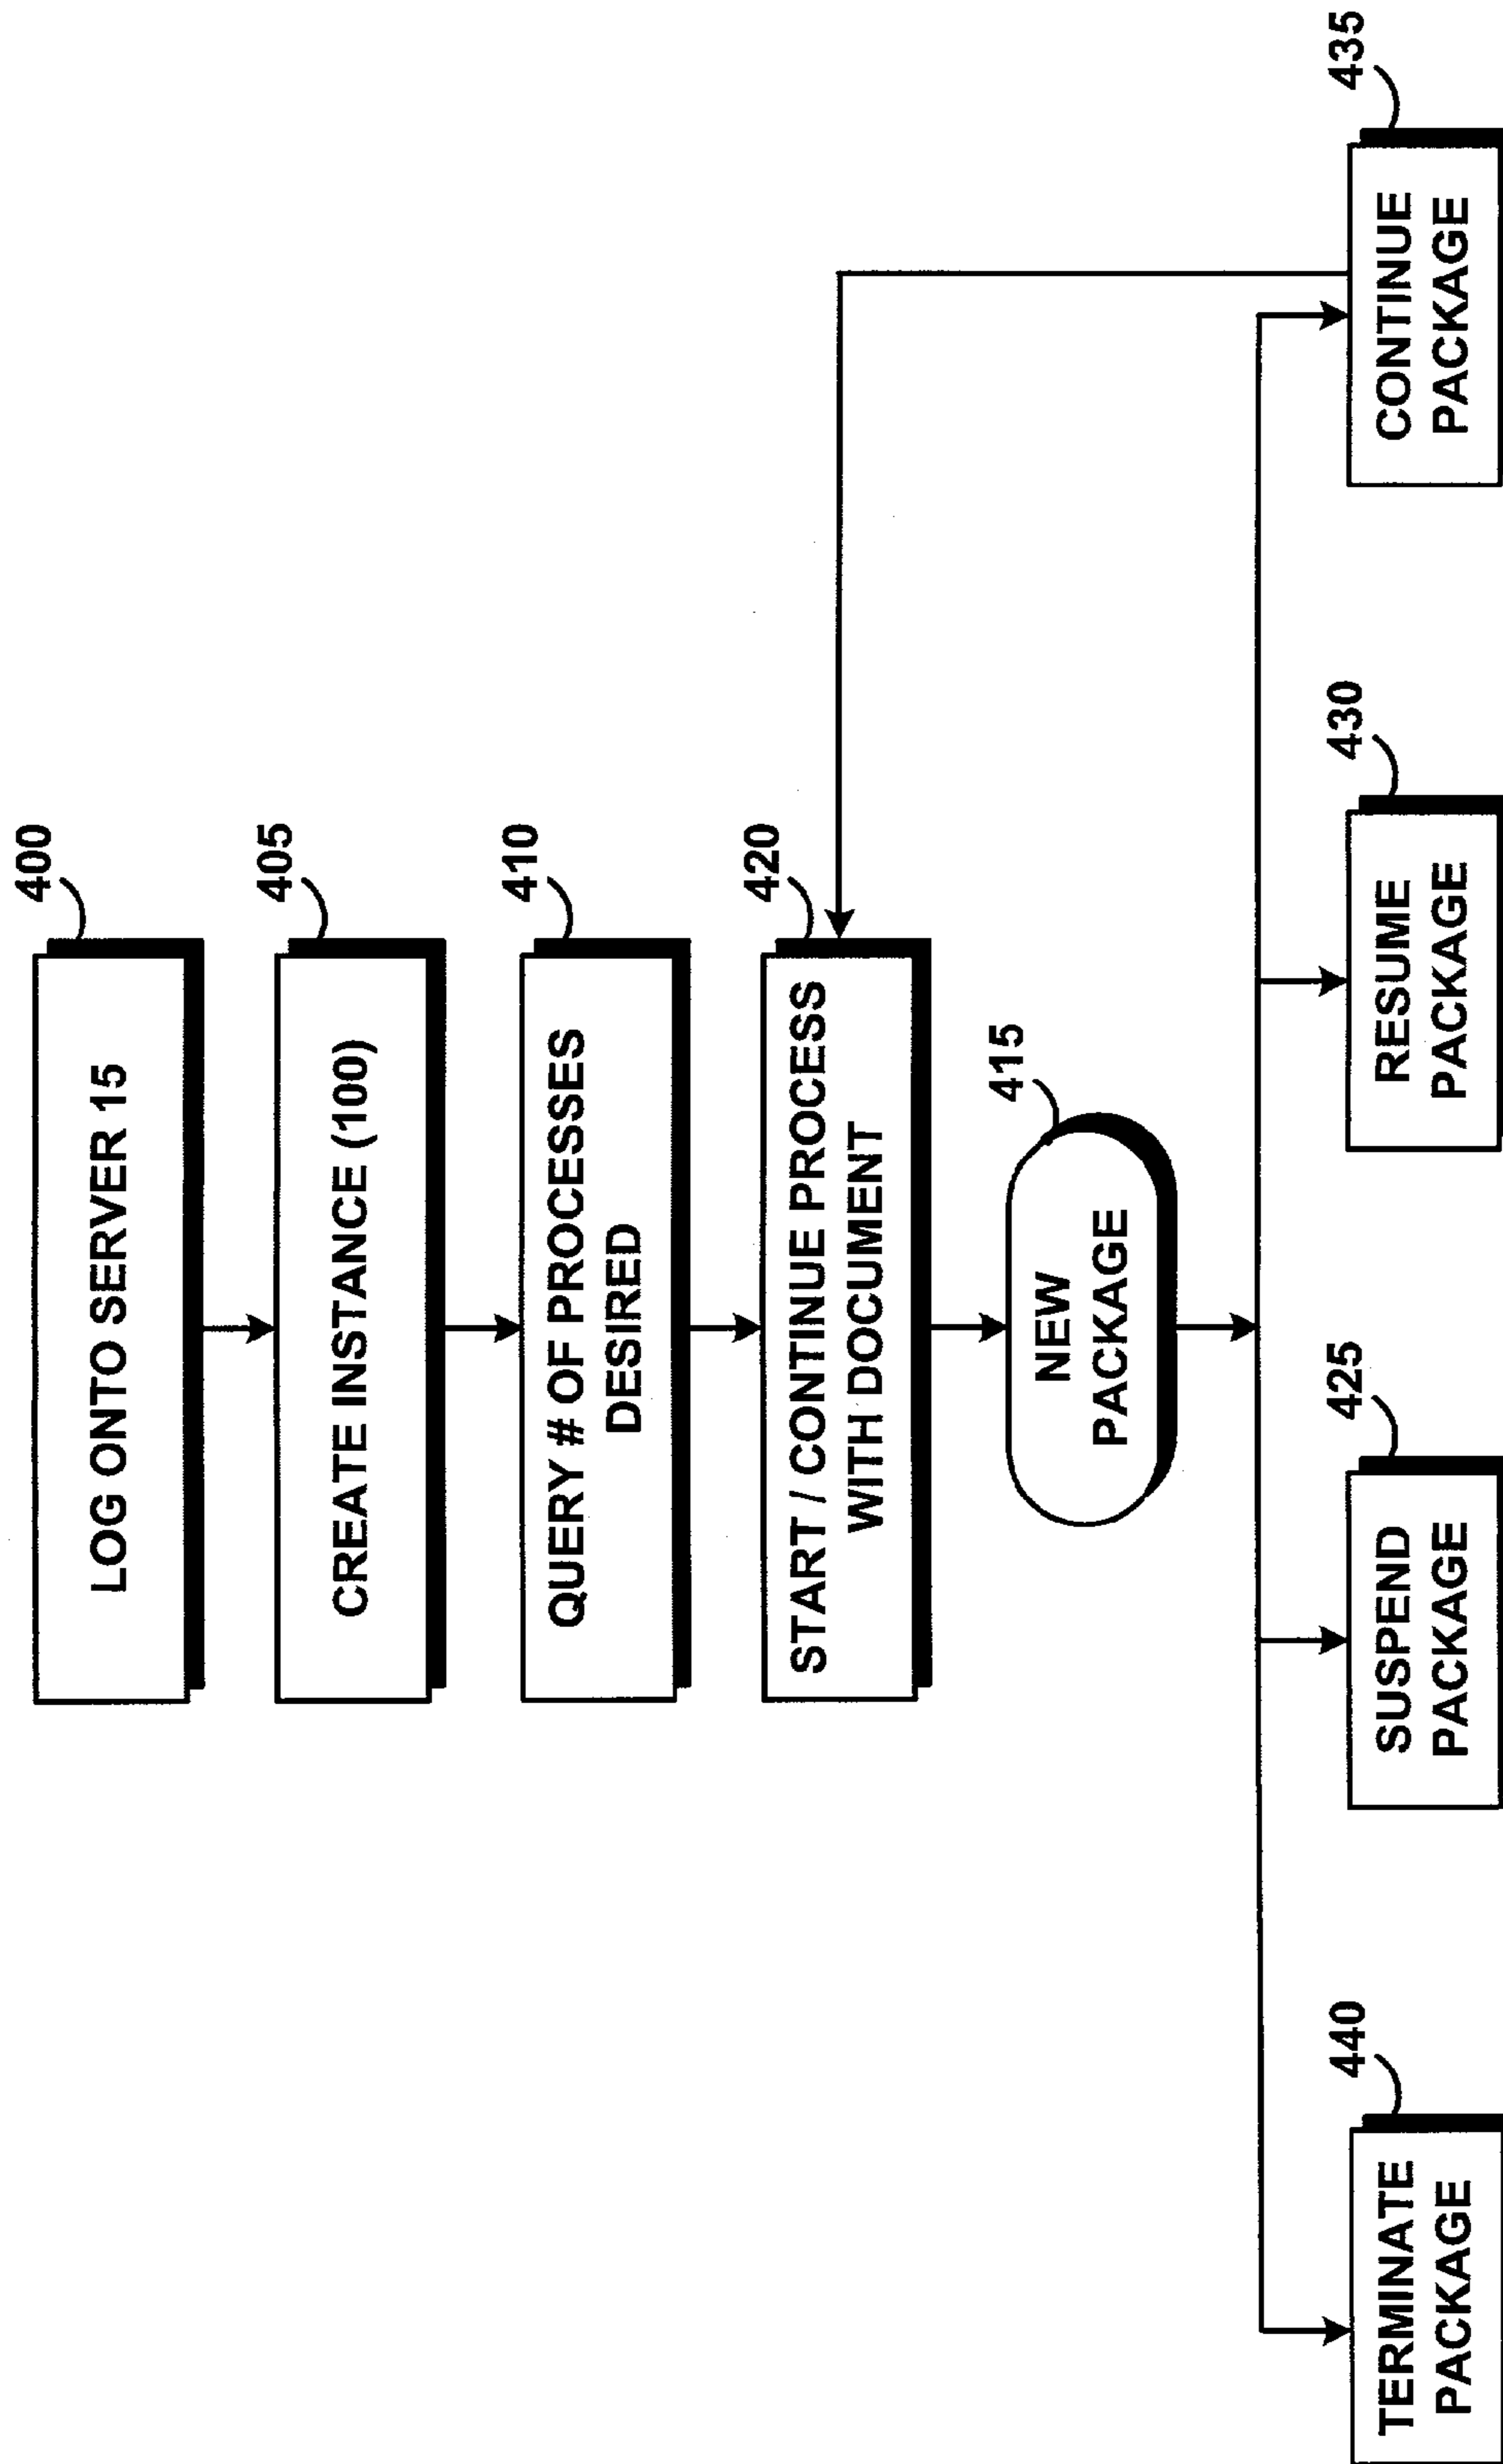 400
LOG ONTO SERVER 15
405
CREATE INSTANCE (100)
410
QUERY # OF PROCESSES
DESIRED
420
START / CONTINUE PROCESS
WITH DOCUMENT
415
NEW
PACKAGE
440
TERMINATE
PACKAGE
425
SUSPEND
PACKAGE
430
RESUME
PACKAGE
435
CONTINUE
PACKAGE